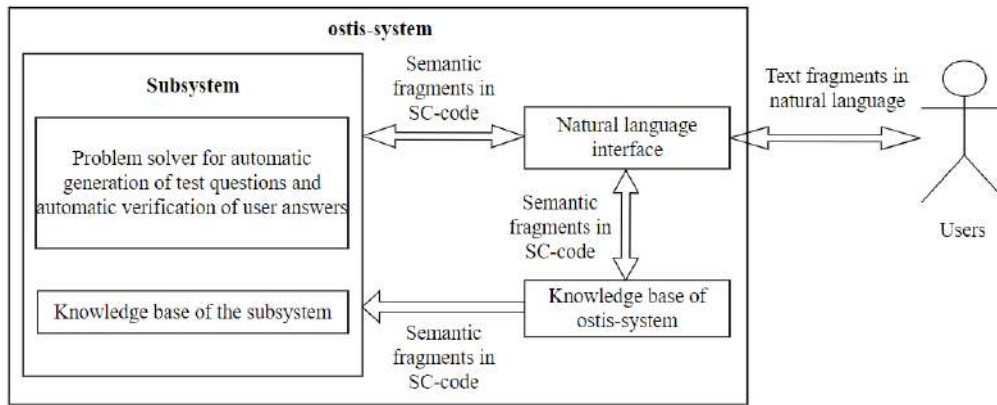 ostis-system
Subsystem
Problem solver for automatic
generation of test questions and
automatic verification of user answers
Knowledge base of the subsystem
Semantic
fragments in
SC-code
Natural language
interface
Semantic
fragments in
SC-code
Knowledge base of
ostis-system
Semantic
fragments in
SC-code
Text fragments in
natural language
Users